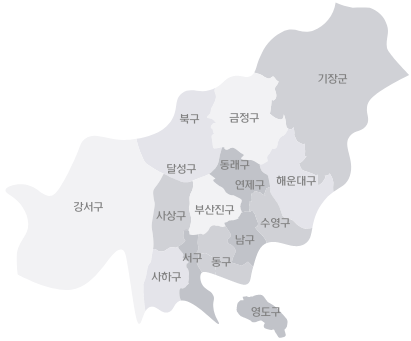 기장군
북구
금정구
동래구
달성구
연제구
해운대구
강서구
사상구
부산진구
수영구
남구
서구
동구
사하구
영도구